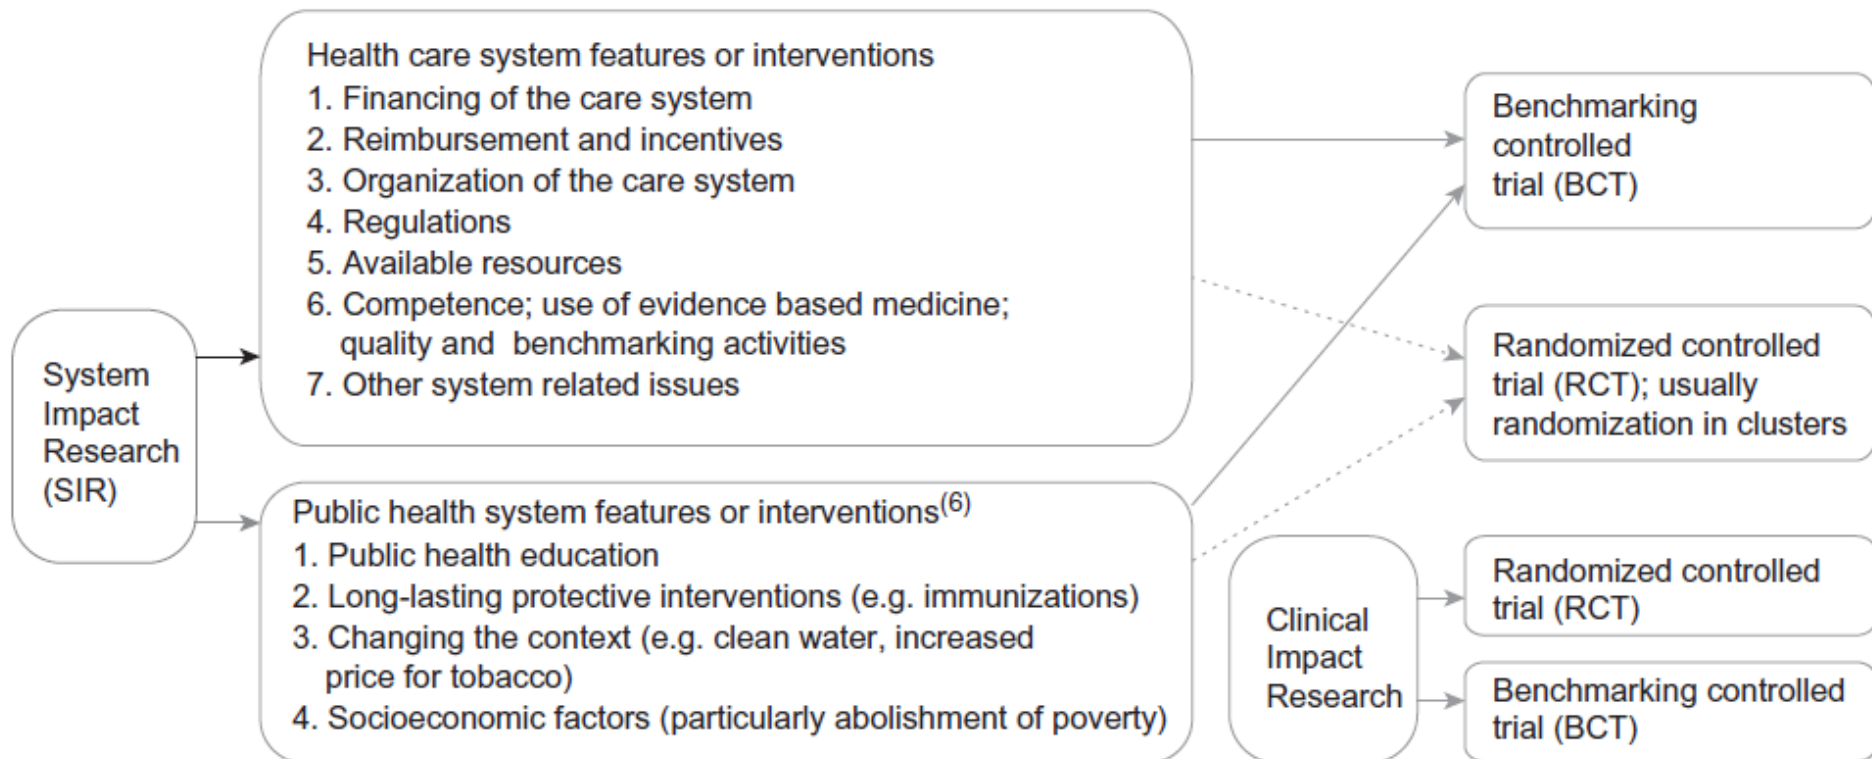 System
Impact
Research
(SIR)
Health care system features or interventions
1. Financing of the care system
2. Reimbursement and incentives
3. Organization of the care system
4. Regulations
5. Available resources
6. Competence; use of evidence based medicine;
quality and benchmarking activities
7. Other system related issues
Public health system features or interventions(6)
1. Public health education
2. Long-lasting protective interventions (e.g. immunizations)
3. Changing the context (e.g. clean water, increased
price for tobacco)
4. Socioeconomic factors (particularly abolishment of poverty)
Benchmarking
controlled
trial (BCT)
Randomized controlled
trial (RCT); usually
randomization in clusters
Clinical
Impact
Research
Randomized controlled
trial (RCT)
Benchmarking controlled
trial (BCT)